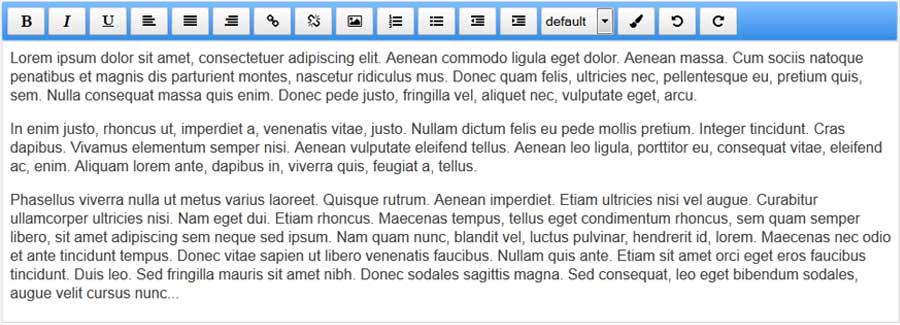 B I U default
Lorem ipsum dolor sit amet, consectetuer adipiscing elit. Aenean commodo ligula eget dolor. Aenean massa. Cum sociis natoque
penatibus et magnis dis parturient montes, nascetur ridiculus mus. Donec quam felis, ultricies nec, pellentesque eu, pretium quis,
sem. Nulla consequat massa quis enim. Donec pede justo, fringilla vel, aliquet nec, vulputate eget, arcu.
In enim justo, rhoncus ut, imperdiet a, venenatis vitae, justo. Nullam dictum felis eu pede mollis pretium. Integer tincidunt. Cras
dapibus. Vivamus elementum semper nisi. Aenean vulputate eleifend tellus. Aenean leo ligula, porttitor eu, consequat vitae, eleifend
ac, enim. Aliquam lorem ante, dapibus in, viverra quis, feugiat a, tellus.
Phasellus viverra nulla ut metus varius laoreet. Quisque rutrum. Aenean imperdiet. Etiam ultricies nisi vel augue. Curabitur
ullamcorper ultricies nisi. Nam eget dui. Etiam rhoncus. Maecenas tempus, tellus eget condimentum rhoncus, sem quam semper
libero, sit amet adipiscing sem neque sed ipsum. Nam quam nunc, blandit vel, luctus pulvinar, hendrerit id, lorem. Maecenas nec odio
et ante tincidunt tempus. Donec vitae sapien ut libero venenatis faucibus. Nullam quis ante. Etiam sit amet orci eget eros faucibus
tincidunt. Duis leo. Sed fringilla mauris sit amet nibh. Donec sodales sagittis magna. Sed consequat, leo eget bibendum sodales,
augue velit cursus nunc...